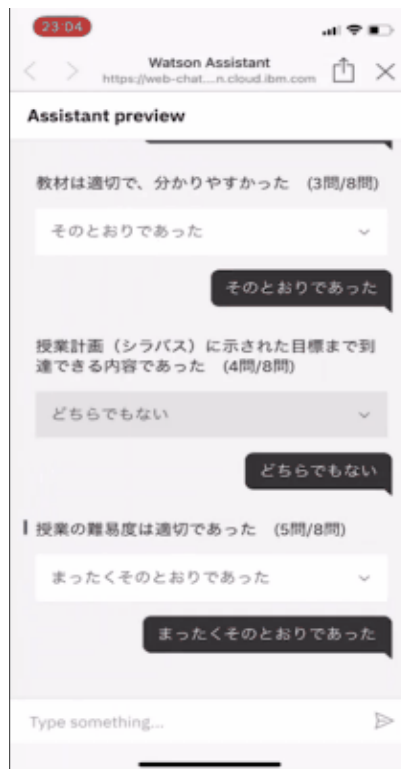 23:04
Watson Assistant
https://web-chat....n.cloud.ibm.com
Assistant preview
教材は適切で、分かりやすかった (3問/8問)
そのとおりであった
そのとおりであった
授業計画(シラバス)に示された目標まで到
達できる内容であった (4問/8問)
どちらでもない
どちらでもない
授業の難易度は適切であった (5問/8問)
まったくそのとおりであった
まったくそのとおりであった
Type something...